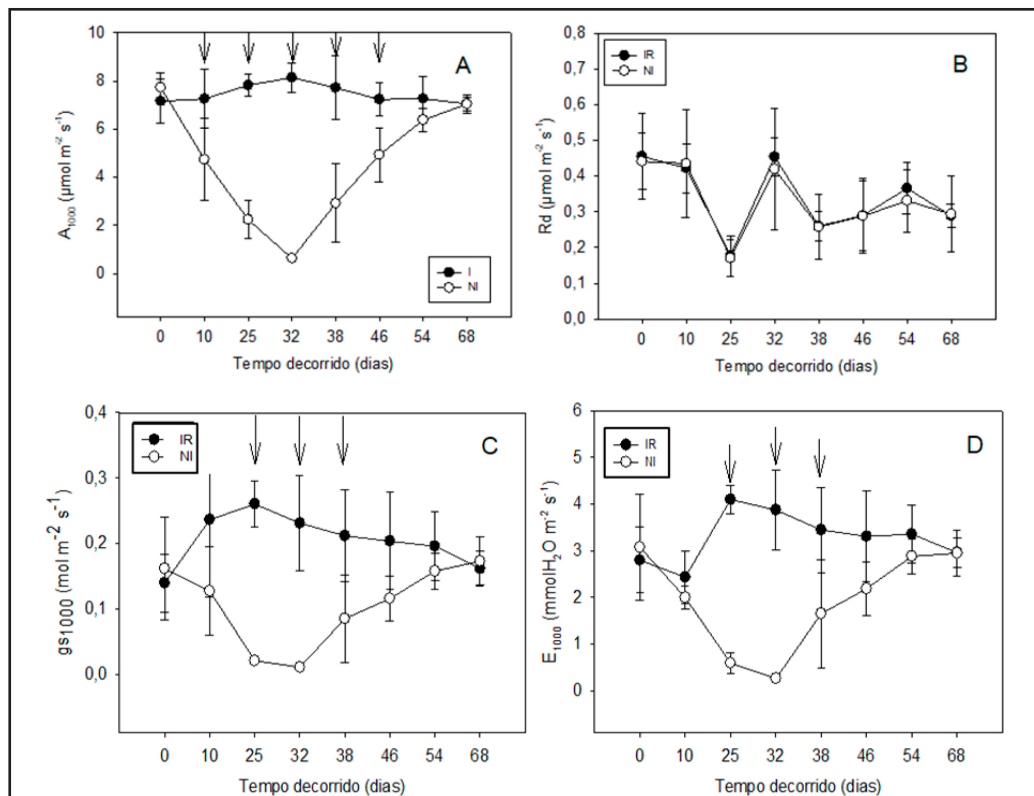 A
A₁₀₀₀ (µmol m⁻² s⁻¹)
10
8
6
4
2
0
I
NI
0 10 25 32 38 46 54 68
Tempo decorrido (dias)
B
IR
NI
Rd (µmol m⁻² s⁻¹)
0,8
0,7
0,6
0,5
0,4
0,3
0,2
0,1
0,0
0 10 25 32 38 46 54 68
Tempo decorrido (dias)
C
IR
NI
gs1000 (mol m⁻² s⁻¹)
0,4
0,3
0,2
0,1
0,0
0 10 25 32 38 46 54 68
Tempo decorrido (dias)
D
IR
NI
E₁₀₀₀ (mmolH₂O m⁻² s⁻¹)
6
5
4
3
2
1
0
0 10 25 32 38 46 54 68
Tempo decorrido (dias)